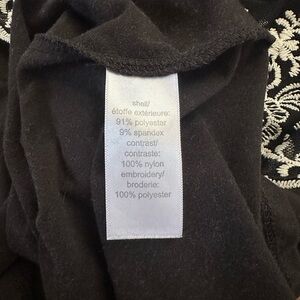 shell/
étoffe extérieure:
91% polyester
9% spandex
contrast/
contraste:
100% nylon
embroidery/
broderie:
100% polyester